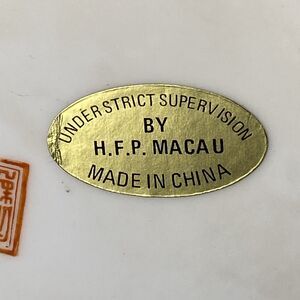 UNDER STRICT SUPERVISION
BY
H.F.P. MACAU
MADE IN CHINA